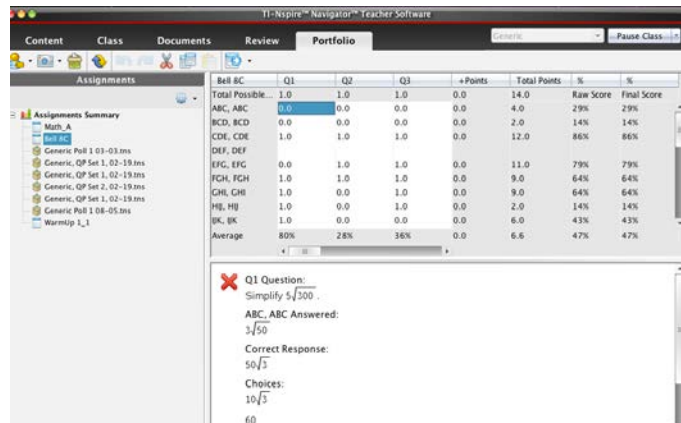 TI-Nspire™ Navigator™ Teacher Software
Content Class Documents Review Portfolio Generic Pause Class
Assignments
Assignments Summary
Math_A
Bell 8C
Generic Poll 1 03-03.tns
Generic, QP Set 1, 02-19.tns
Generic, QP Set 2, 02-19.tns
Generic, QP Set 1, 02-19.tns
Generic Poll 1 08-05.tns
WarmUp 1_1
Bell 8C Q1 Q2 Q3 +Points Total Points % %
Total Possible... 1.0 1.0 1.0 0.0 14.0 Raw Score Final Score
ABC, ABC 0.0 0.0 0.0 0.0 4.0 29% 29%
BCD, BCD 0.0 0.0 0.0 0.0 2.0 14% 14%
CDE, CDE 1.0 1.0 1.0 0.0 12.0 86% 86%
DEF, DEF
EFG, EFG 0.0 1.0 1.0 0.0 11.0 79% 79%
FGH, FGH 1.0 1.0 0.0 0.0 9.0 64% 64%
GHI, GHI 1.0 0.0 1.0 0.0 9.0 64% 64%
HIJ, HIJ 1.0 0.0 0.0 0.0 2.0 14% 14%
IJK, IJK 1.0 0.0 0.0 0.0 6.0 43% 43%
Average 80% 28% 36% 0.0 6.6 47% 47%
Q1 Question:
Simplify 5√300 .
ABC, ABC Answered:
3√50
Correct Response:
50√3
Choices:
10√3
60